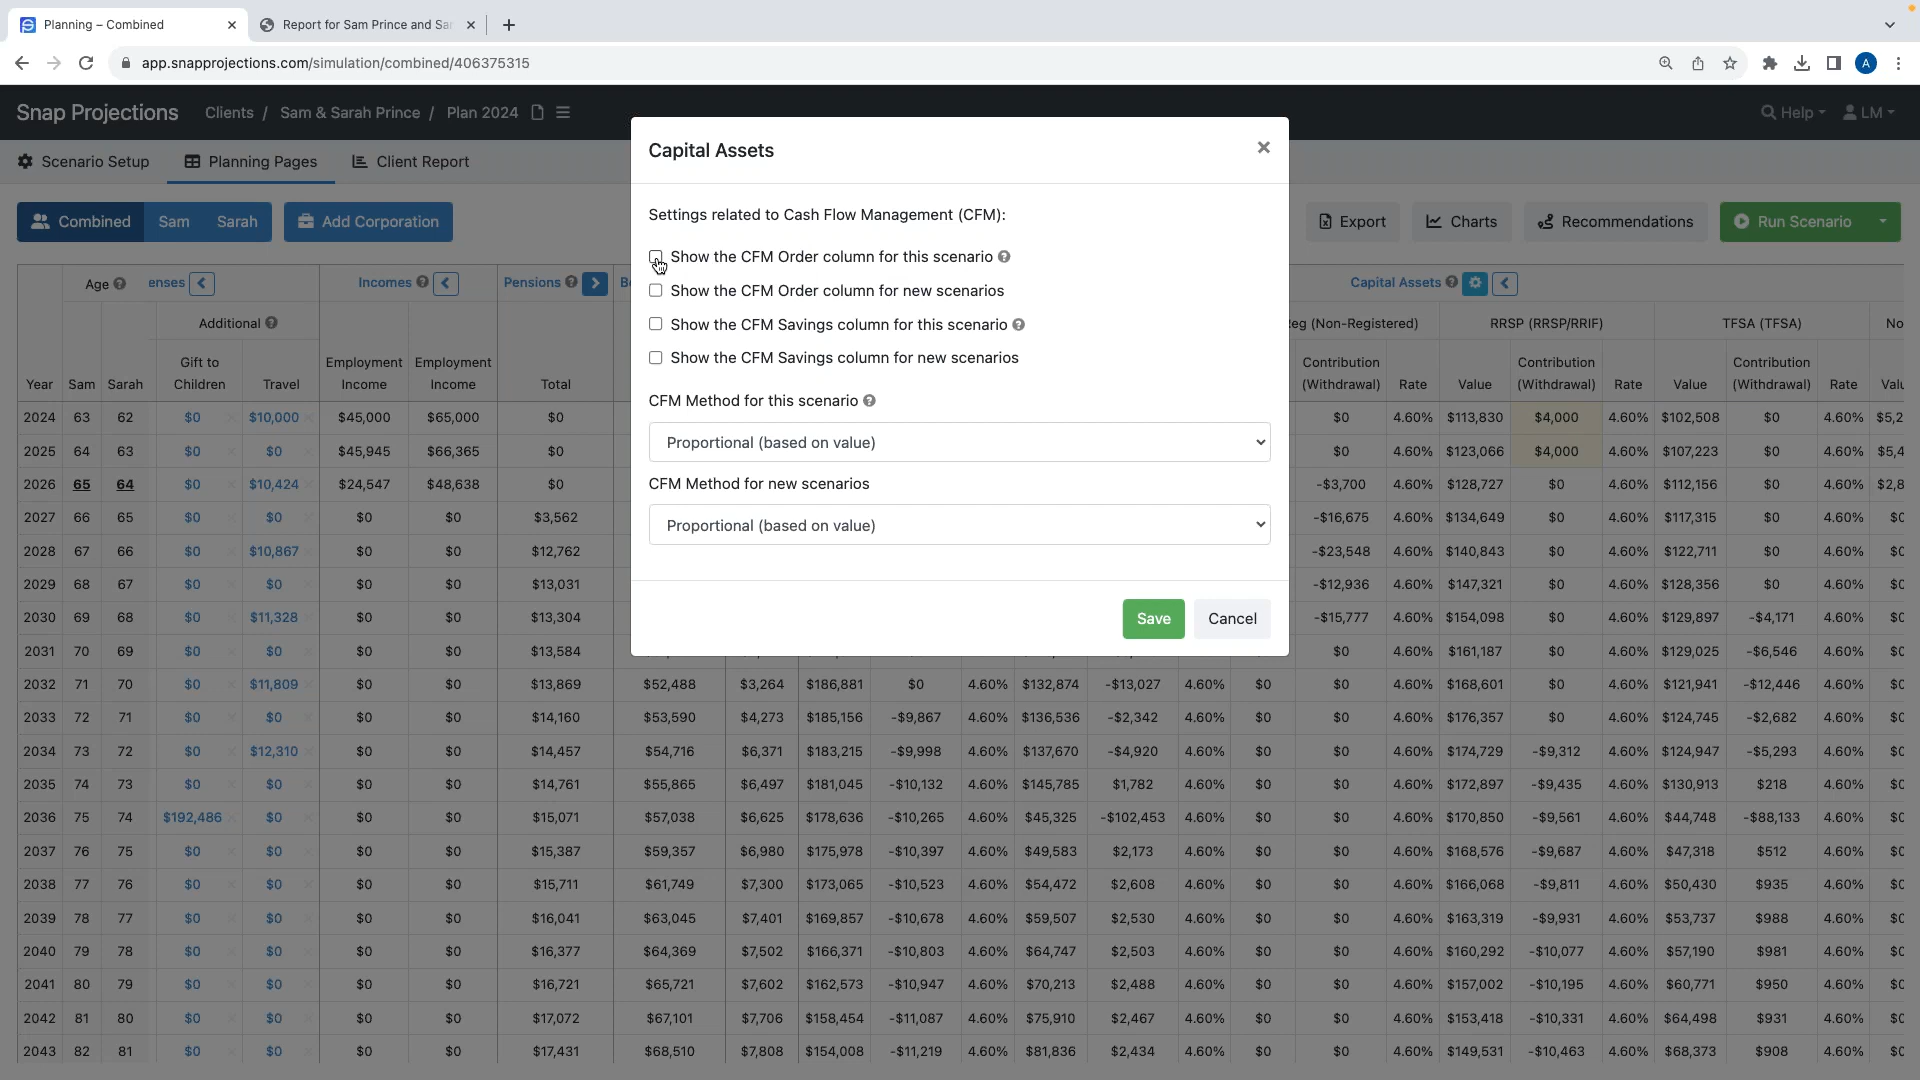 Planning – Combined
Report for Sam Prince and Sa
app.snapprojections.com/simulation/combined/406375315
A
Snap Projections Clients / Sam & Sarah Prince / Plan 2024 Help LM
Scenario Setup Planning Pages Client Report
Combined Sam Sarah Add Corporation Export Charts Recommendations Run Scenario
Capital Assets
Settings related to Cash Flow Management (CFM):
Show the CFM Order column for this scenario
Show the CFM Order column for new scenarios
Show the CFM Savings column for this scenario
Show the CFM Savings column for new scenarios
CFM Method for this scenario
Proportional (based on value)
CFM Method for new scenarios
Proportional (based on value)
Save Cancel
Age enses Incomes Pensions Capital Assets
Additional eg (Non-Registered) RRSP (RRSP/RRIF) TFSA (TFSA) No
Gift to Employment Employment Contribution Contribution Contribution
Year Sam Sarah Children Travel Income Income Total (Withdrawal) Rate Value (Withdrawal) Rate Value (Withdrawal) Rate Valu
2024 63 62 $0 $10,000 $45,000 $65,000 $0 $0 4.60% $113,830 $4,000 4.60% $102,508 $0 4.60% $5,2
2025 64 63 $0 $0 $45,945 $66,365 $0 $0 4.60% $123,066 $4,000 4.60% $107,223 $0 4.60% $5,4
2026 65 64 $0 $10,424 $24,547 $48,638 $0 -$3,700 4.60% $128,727 $0 4.60% $112,156 $0 4.60% $2,8
2027 66 65 $0 $0 $0 $0 $3,562 -$16,675 4.60% $134,649 $0 4.60% $117,315 $0 4.60% $0
2028 67 66 $0 $10,867 $0 $0 $12,762 -$23,548 4.60% $140,843 $0 4.60% $122,711 $0 4.60% $0
2029 68 67 $0 $0 $0 $0 $13,031 -$12,936 4.60% $147,321 $0 4.60% $128,356 $0 4.60% $0
2030 69 68 $0 $11,328 $0 $0 $13,304 -$15,777 4.60% $154,098 $0 4.60% $129,897 -$4,171 4.60% $0
2031 70 69 $0 $0 $0 $0 $13,584 $0 4.60% $161,187 $0 4.60% $129,025 -$6,546 4.60% $0
2032 71 70 $0 $11,809 $0 $0 $13,869 $52,488 $3,264 $186,881 $0 4.60% $132,874 -$13,027 4.60% $0 $0 4.60% $168,601 $0 4.60% $121,941 -$12,446 4.60% $0
2033 72 71 $0 $0 $0 $0 $14,160 $53,590 $4,273 $185,156 -$9,867 4.60% $136,536 -$2,342 4.60% $0 $0 4.60% $176,357 $0 4.60% $124,745 -$2,682 4.60% $0
2034 73 72 $0 $12,310 $0 $0 $14,457 $54,716 $6,371 $183,215 -$9,998 4.60% $137,670 -$4,920 4.60% $0 $0 4.60% $174,729 -$9,312 4.60% $124,947 -$5,293 4.60% $0
2035 74 73 $0 $0 $0 $0 $14,761 $55,865 $6,497 $181,045 -$10,132 4.60% $145,785 $1,782 4.60% $0 $0 4.60% $172,897 -$9,435 4.60% $130,913 $218 4.60% $0
2036 75 74 $192,486 $0 $0 $0 $15,071 $57,038 $6,625 $178,636 -$10,265 4.60% $45,325 -$102,453 4.60% $0 $0 4.60% $170,850 -$9,561 4.60% $44,748 -$88,133 4.60% $0
2037 76 75 $0 $0 $0 $0 $15,387 $59,357 $6,980 $175,978 -$10,397 4.60% $49,583 $2,173 4.60% $0 $0 4.60% $168,576 -$9,687 4.60% $47,318 $512 4.60% $0
2038 77 76 $0 $0 $0 $0 $15,711 $61,749 $7,300 $173,065 -$10,523 4.60% $54,472 $2,608 4.60% $0 $0 4.60% $166,068 -$9,811 4.60% $50,430 $935 4.60% $0
2039 78 77 $0 $0 $0 $0 $16,041 $63,045 $7,401 $169,857 -$10,678 4.60% $59,507 $2,530 4.60% $0 $0 4.60% $163,319 -$9,931 4.60% $53,737 $988 4.60% $0
2040 79 78 $0 $0 $0 $0 $16,377 $64,369 $7,502 $166,371 -$10,803 4.60% $64,747 $2,503 4.60% $0 $0 4.60% $160,292 -$10,077 4.60% $57,190 $981 4.60% $0
2041 80 79 $0 $0 $0 $0 $16,721 $65,721 $7,602 $162,573 -$10,947 4.60% $70,213 $2,488 4.60% $0 $0 4.60% $157,002 -$10,195 4.60% $60,771 $950 4.60% $0
2042 81 80 $0 $0 $0 $0 $17,072 $67,101 $7,706 $158,454 -$11,087 4.60% $75,910 $2,467 4.60% $0 $0 4.60% $153,418 -$10,331 4.60% $64,498 $931 4.60% $0
2043 82 81 $0 $0 $0 $0 $17,431 $68,510 $7,808 $154,008 -$11,219 4.60% $81,836 $2,434 4.60% $0 $0 4.60% $149,531 -$10,463 4.60% $68,373 $908 4.60% $0